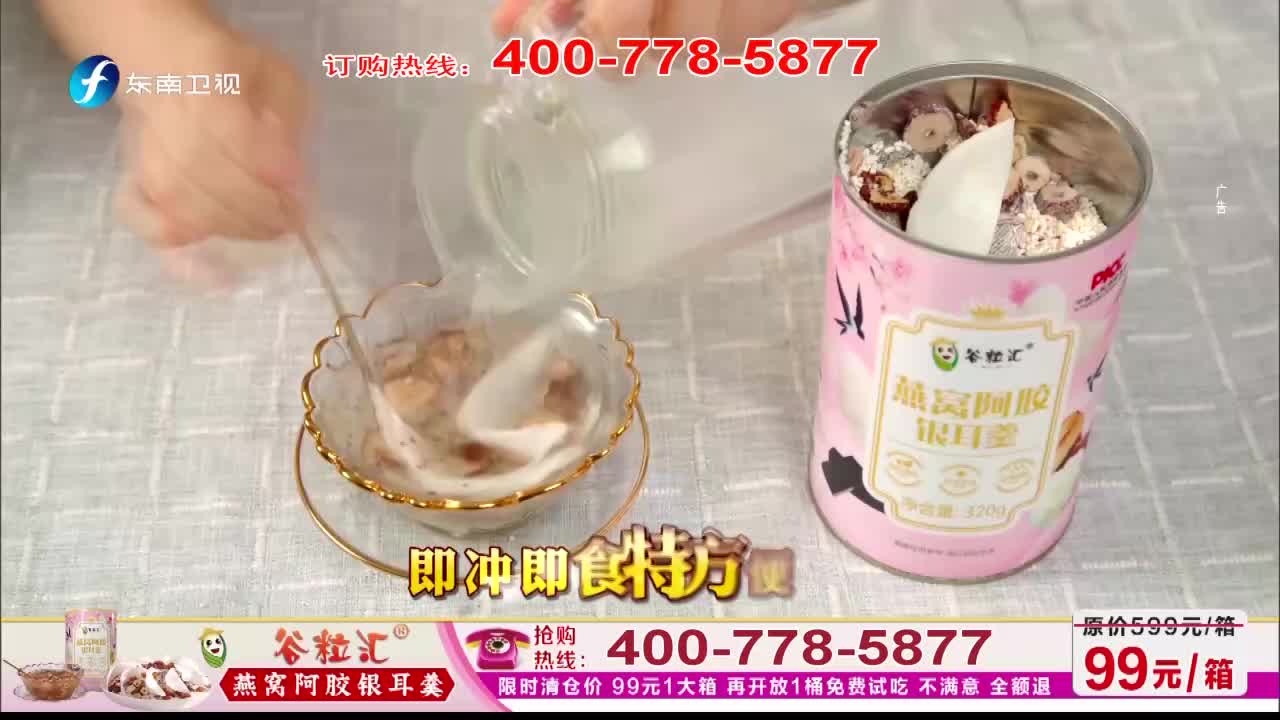 订购热线：400-778-5877
东南卫视
广告
PICC
谷粒汇®
燕窝阿胶
银耳羹
净含量：320g
即冲即食特方便
谷粒汇®
燕窝阿胶银耳羹
抢购热线：400-778-5877
限时清仓价 99元1大箱 再开放1桶免费试吃 不满意 全额退
原价599元/箱
99元/箱